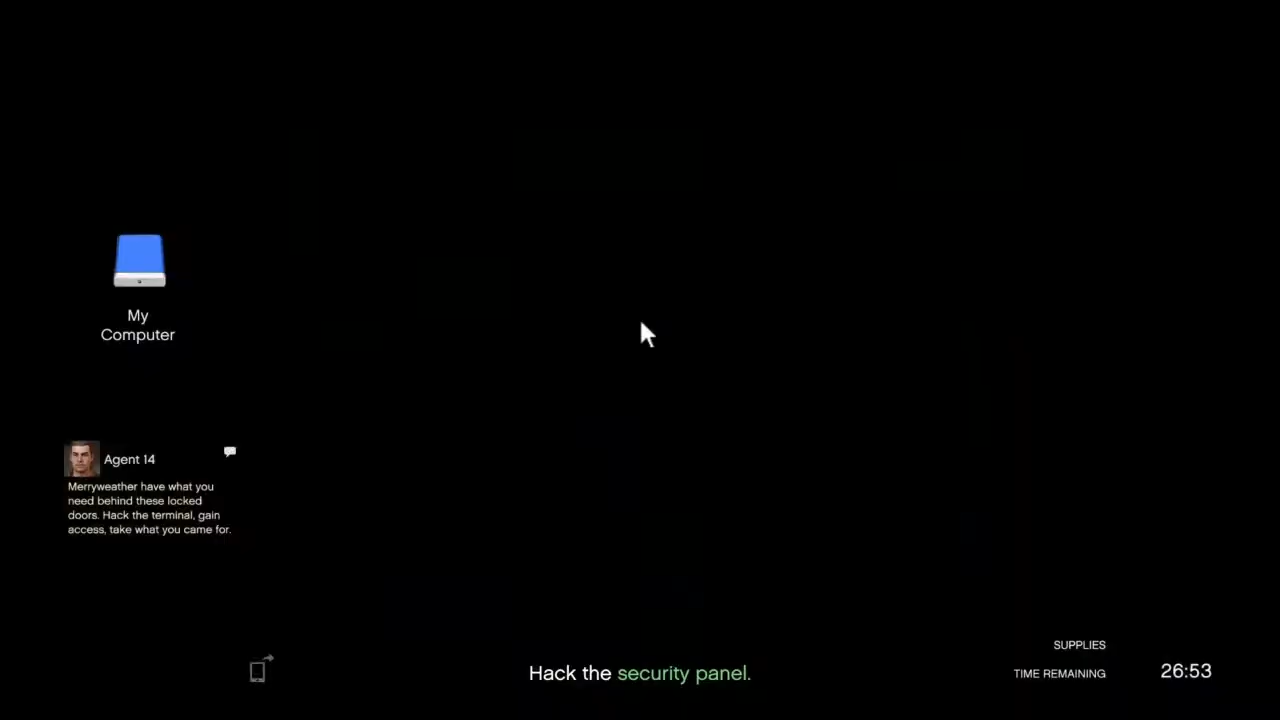 My
Computer
Agent 14
Merryweather have what you
need behind these locked
doors. Hack the terminal, gain
access, take what you came for.
Hack the security panel.
SUPPLIES
TIME REMAINING 26:53